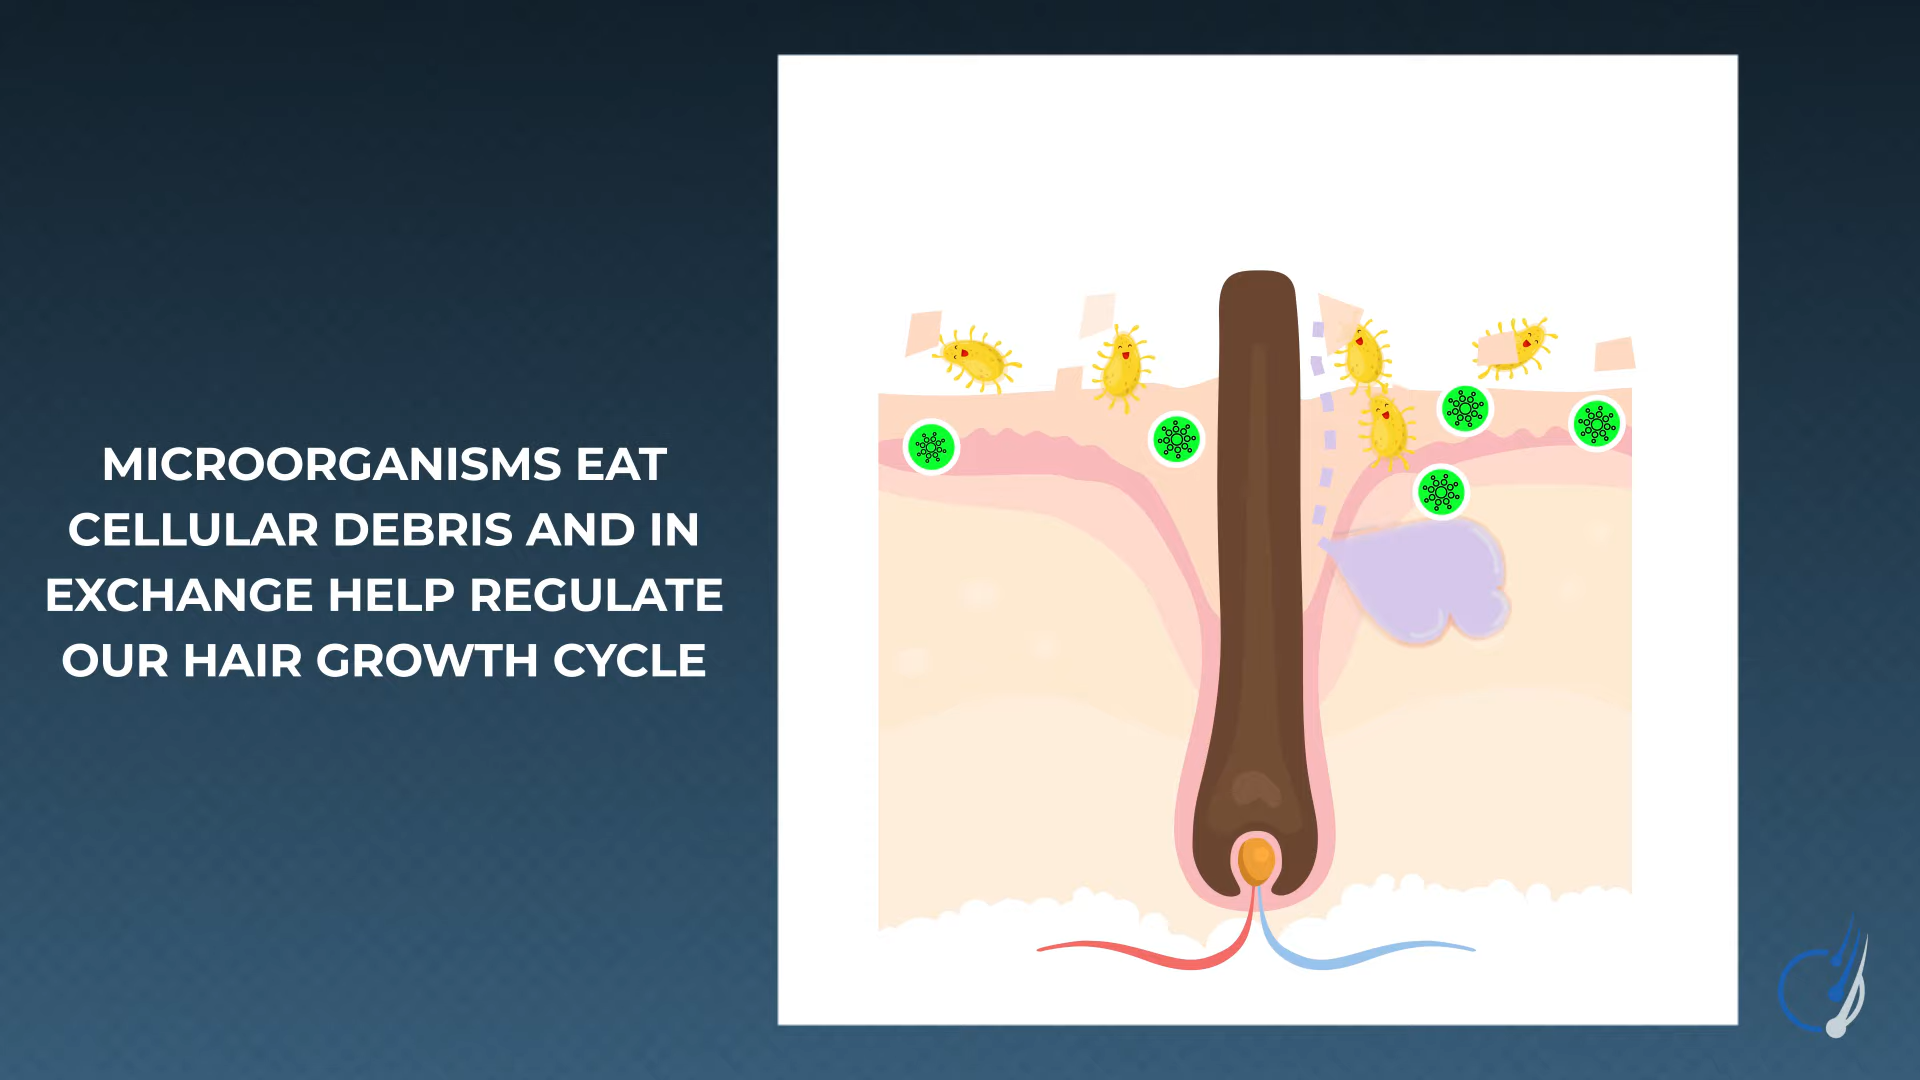 MICROORGANISMS EAT
CELLULAR DEBRIS AND IN
EXCHANGE HELP REGULATE
OUR HAIR GROWTH CYCLE